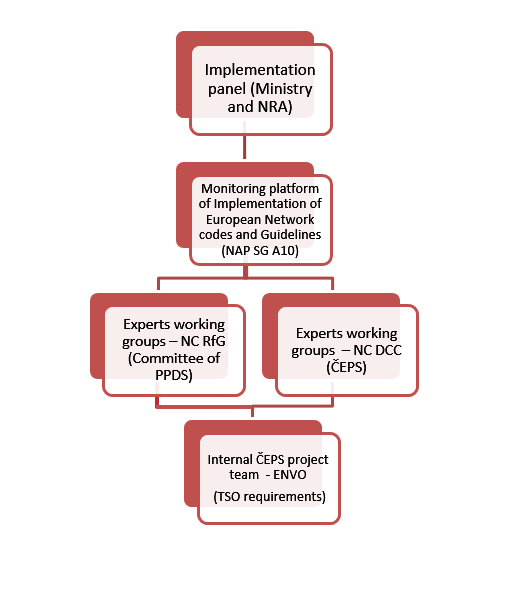 Implementation
panel (Ministry
and NRA)
Monitoring platform
of Implementation of
European Network
codes and Guidelines
(NAP SG A10)
Experts working
groups – NC RfG
(Committee of
PPDS)
Experts working
groups – NC DCC
(ČEPS)
Internal ČEPS project
team - ENVO
(TSO requirements)